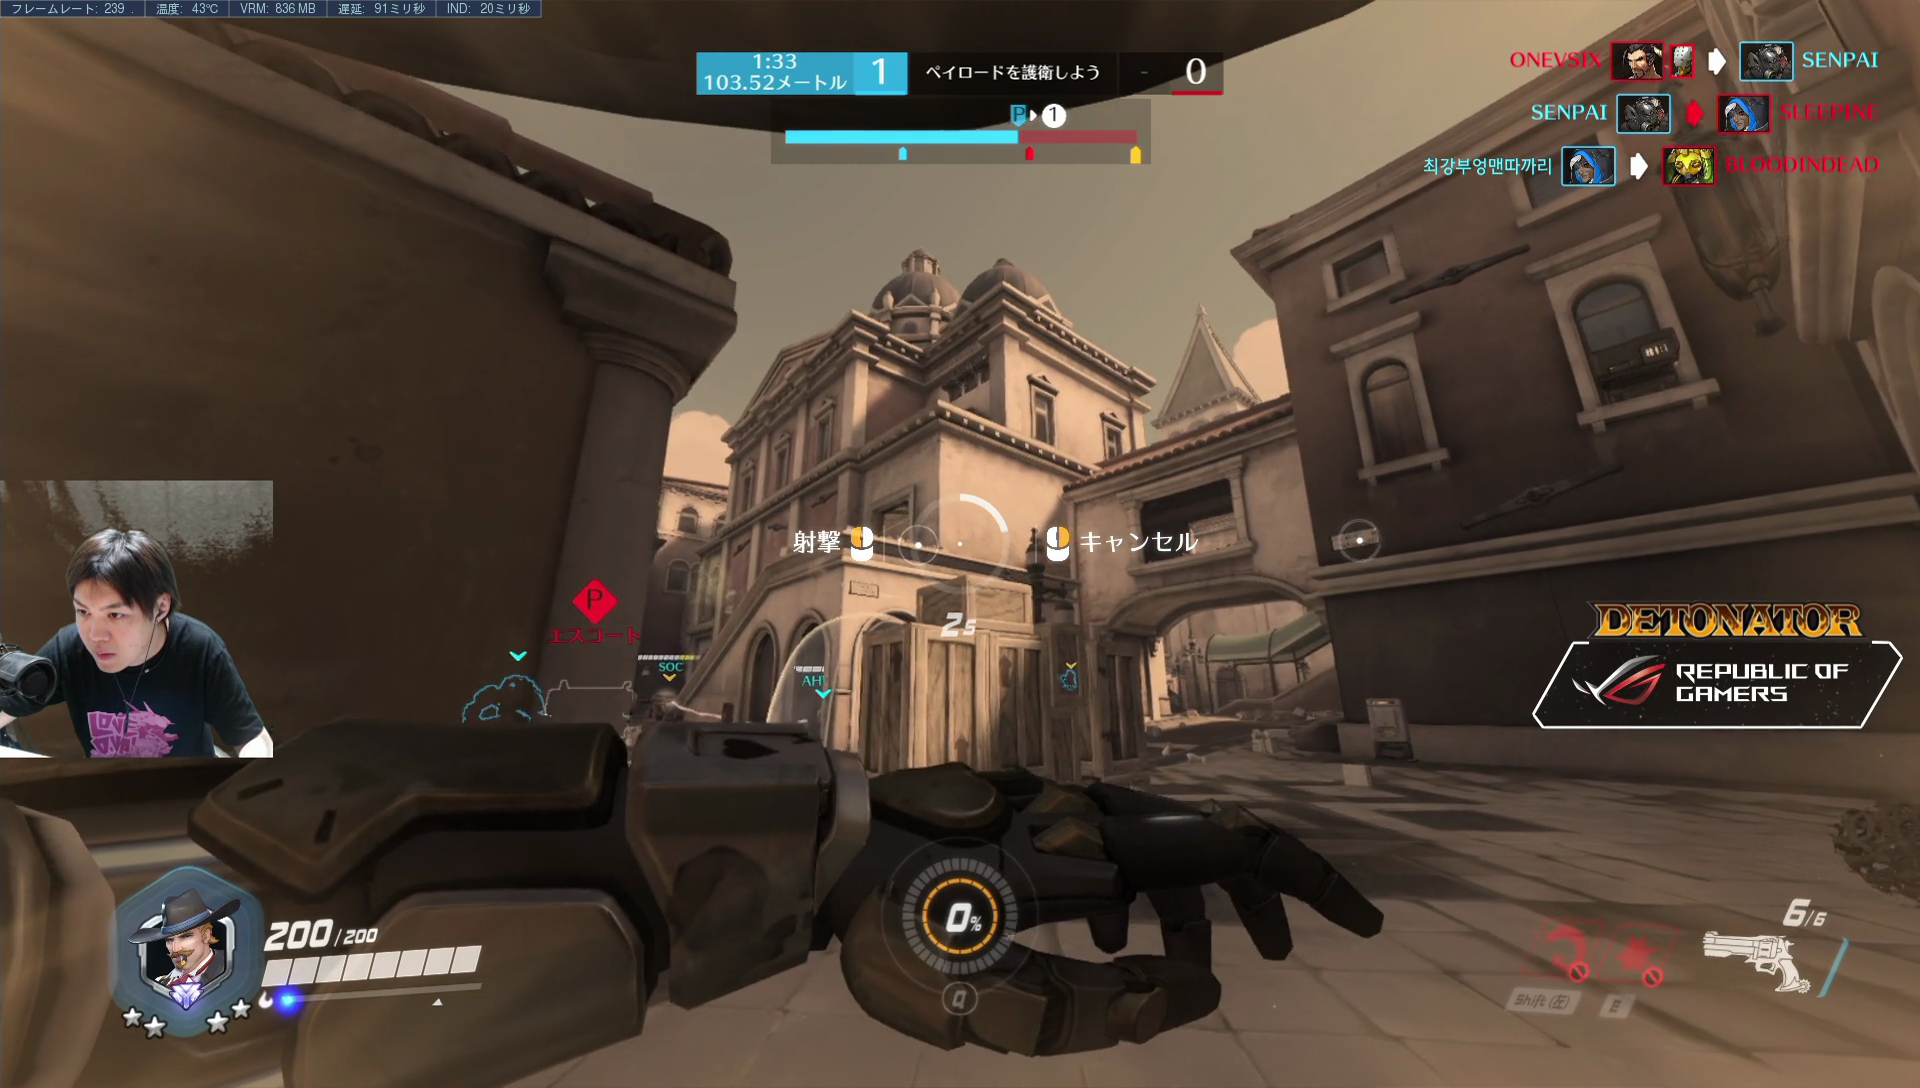 フレームレート: 239 .
温度: 43℃
VRM: 836 MB
遅延: 91ミリ秒
IND: 20ミリ秒
1:33
103.52メートル
1
ペイロードを護衛しよう
-
0
P
1
ONEVSIX
SENPAI
SENPAI
SLEEPINE
최강부엉맨따까리
BLOODINDEAD
射撃
キャンセル
2s
P
エスコート
SOC
AH
DETONATOR
REPUBLIC OF
GAMERS
200/200
0%
Q
6/6
Shift (左)
E